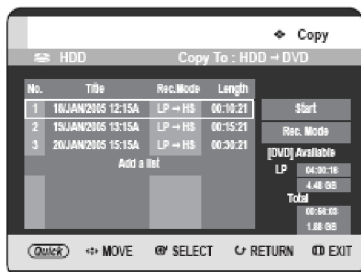 ❖ Copy
HDD Copy To : HDD → DVD
No. Title Rec.Mode Length
1 18/JAN/2005 12:15A LP → HS 00:10:21
2 19/JAN/2005 13:15A LP → HS 00:15:21
3 20/JAN/2005 15:15A LP → HS 00:30:21
Add a list
Start
Rec. Mode
[DVD] Available
LP 04:00:16
4.48 GB
Total
00:56:03
1.88 GB
Quick MOVE SELECT RETURN EXIT